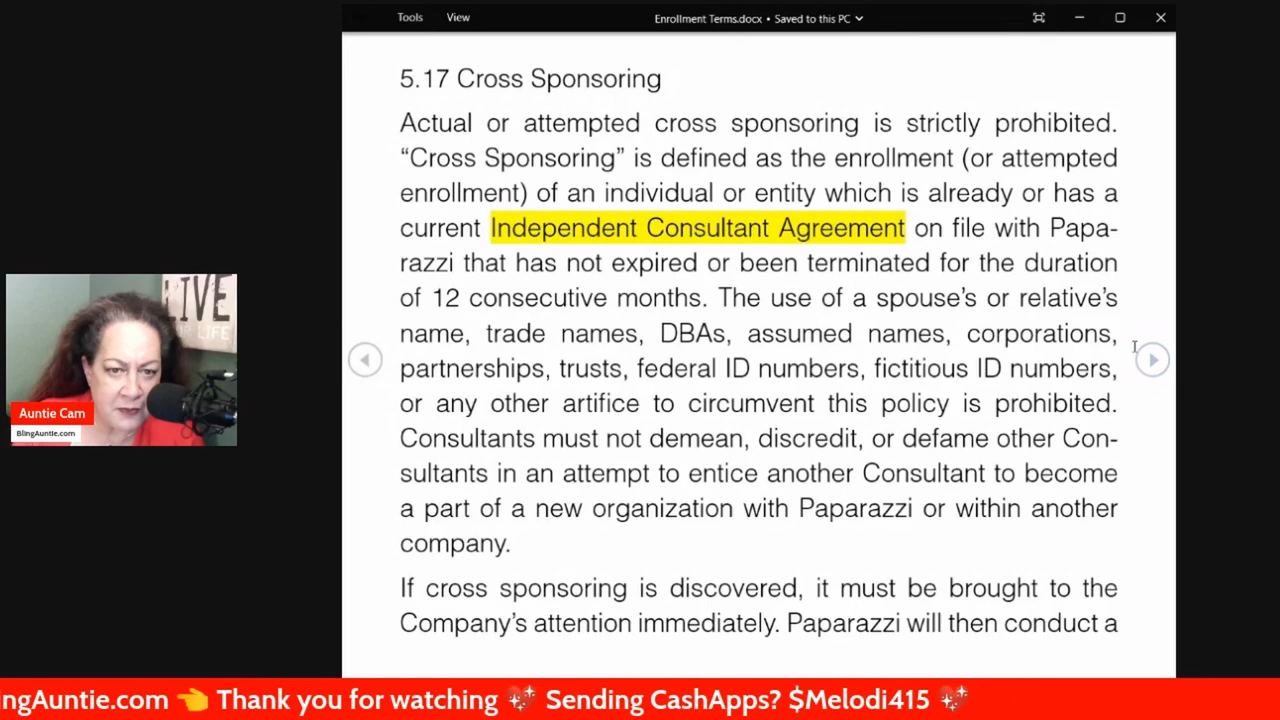 Tools View Enrollment Terms.docx • Saved to this PC
5.17 Cross Sponsoring
Actual or attempted cross sponsoring is strictly prohibited.
“Cross Sponsoring” is defined as the enrollment (or attempted
enrollment) of an individual or entity which is already or has a
current Independent Consultant Agreement on file with Papa-
razzi that has not expired or been terminated for the duration
of 12 consecutive months. The use of a spouse’s or relative’s
name, trade names, DBAs, assumed names, corporations,
partnerships, trusts, federal ID numbers, fictitious ID numbers,
or any other artifice to circumvent this policy is prohibited.
Consultants must not demean, discredit, or defame other Con-
sultants in an attempt to entice another Consultant to become
a part of a new organization with Paparazzi or within another
company.
If cross sponsoring is discovered, it must be brought to the
Company’s attention immediately. Paparazzi will then conduct a
LIVE
LIFE
Auntie Cam
BlingAuntie.com
ingAuntie.com 👉 Thank you for watching 💖 Sending CashApps? $Melodi415 💖